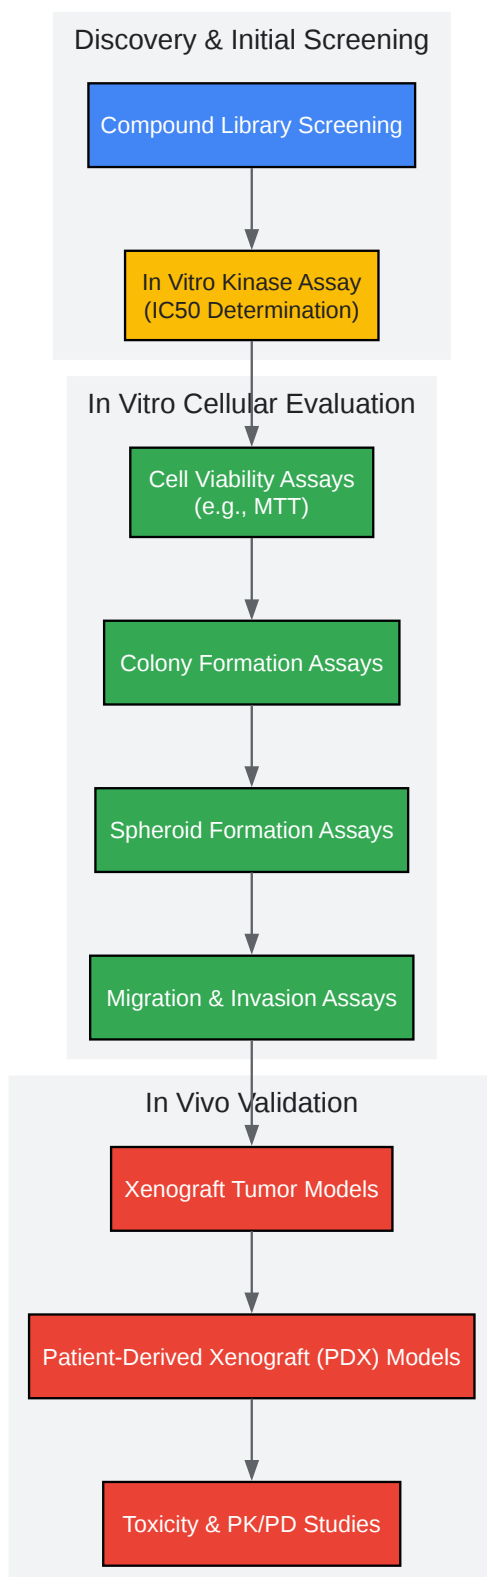 Discovery & Initial Screening
Compound Library Screening
In Vitro Kinase Assay
(IC50 Determination)
In Vitro Cellular Evaluation
Cell Viability Assays
(e.g., MTT)
Colony Formation Assays
Spheroid Formation Assays
Migration & Invasion Assays
In Vivo Validation
Xenograft Tumor Models
Patient-Derived Xenograft (PDX) Models
Toxicity & PK/PD Studies